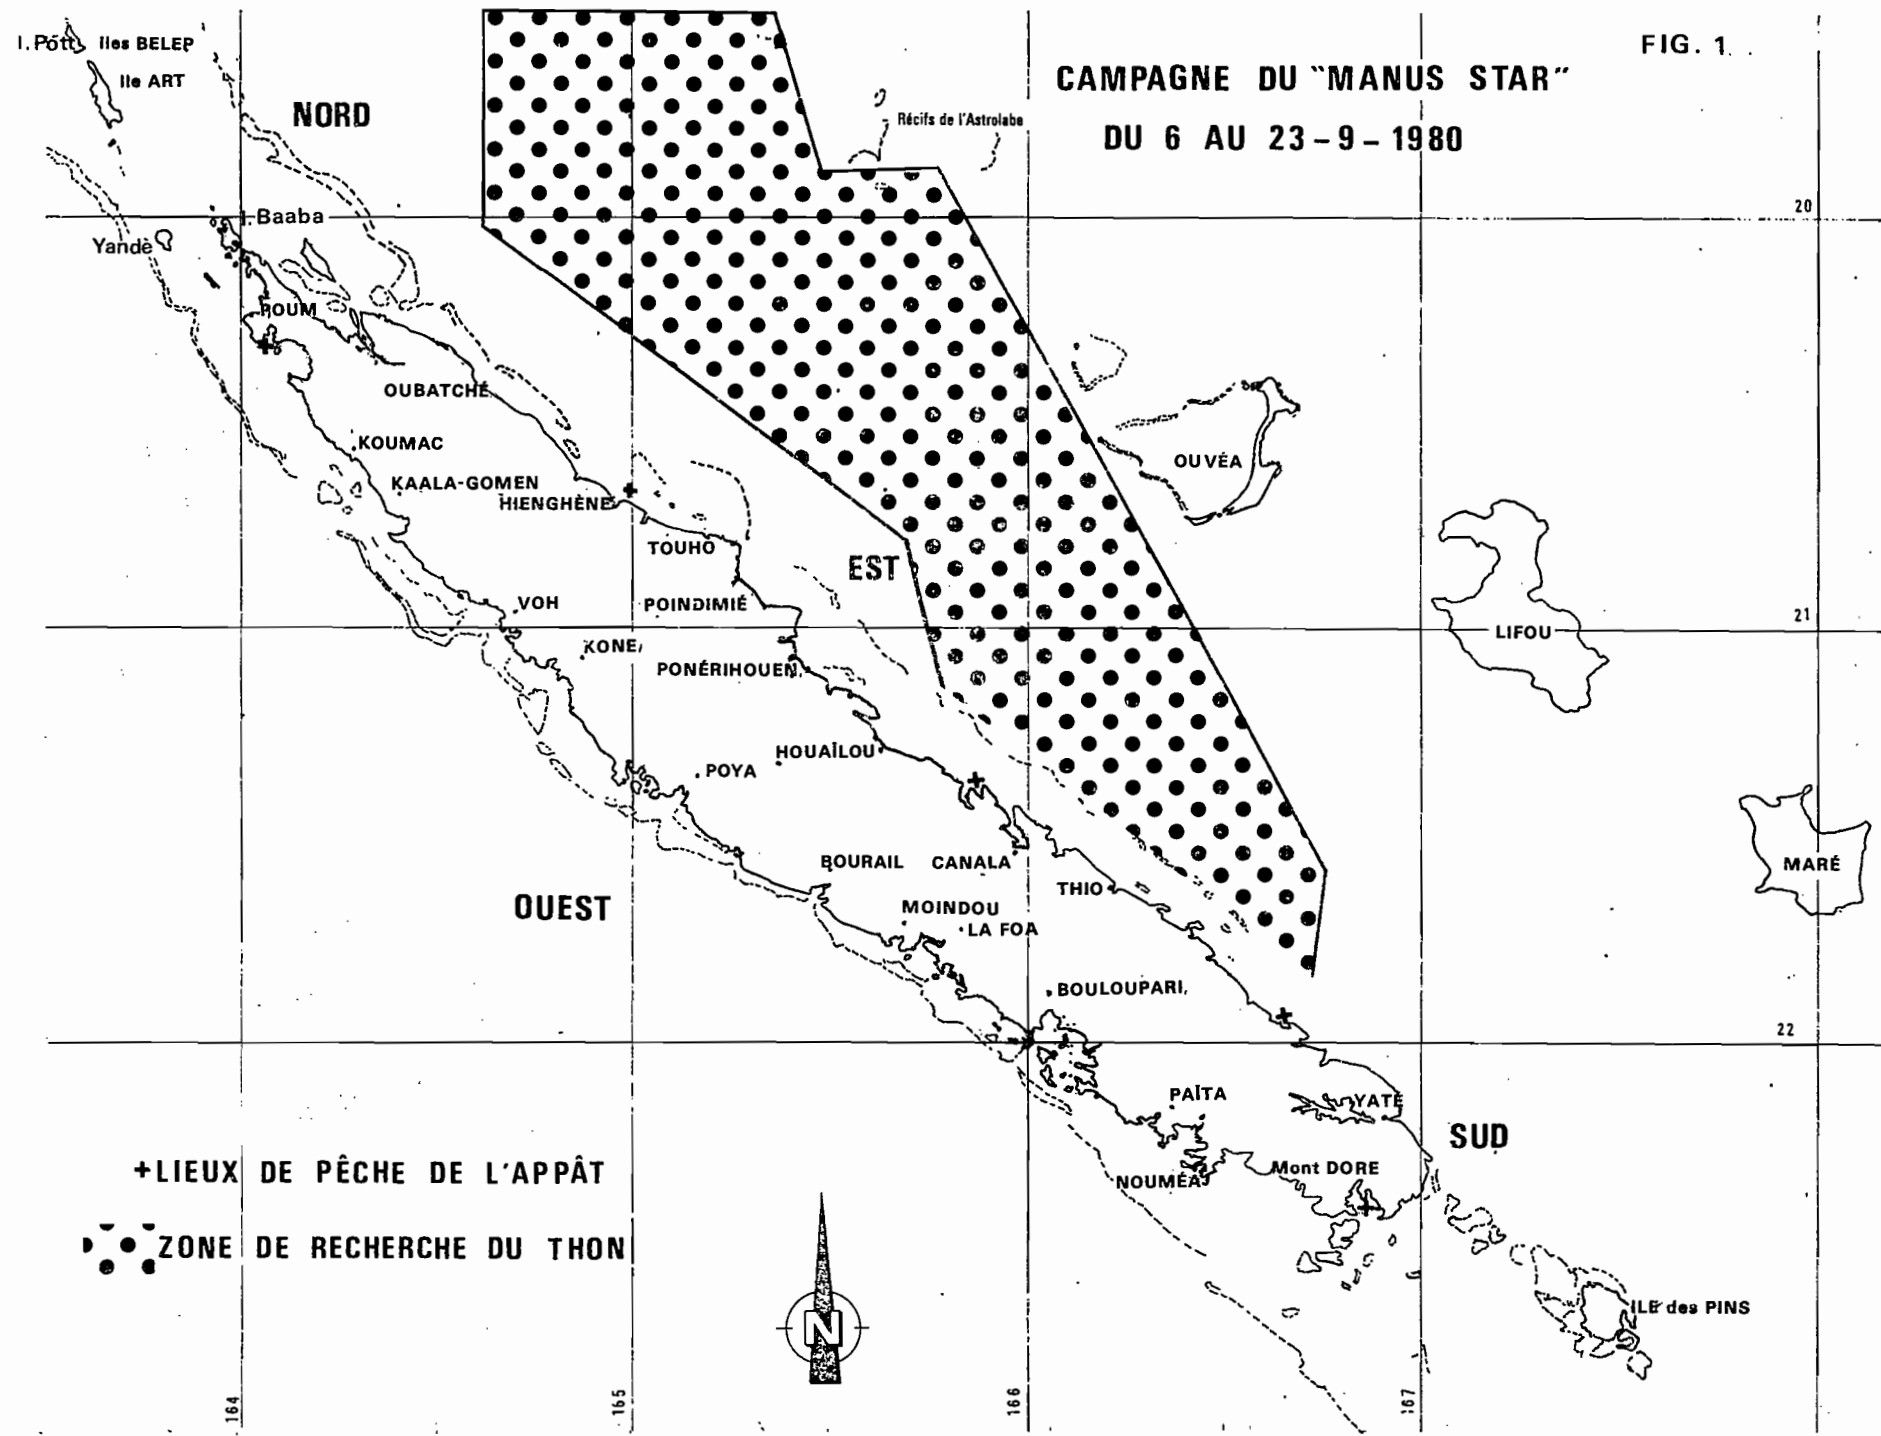 FIG. 1
I. Pott Iles BELEP
Ile ART
NORD
CAMPAGNE DU "MANUS STAR"
DU 6 AU 23-9-1980
Récifs de l'Astrolabe
20
I. Baaba
Yandé
POUM
OUBATCHÉ
KOUMAC
OUVÉA
KAALA-GOMEN
HIENGHÈNE
TOUHO
EST
VOH
POINDIMIÉ
21
LIFOU
KONE
PONÉRIHOUEN
HOUAÏLOU
POYA
BOURAIL
CANALA
MARÉ
THIO
OUEST
MOINDOU
LA FOA
BOULOUPARI
22
PAÏTA
YATÉ
SUD
+LIEUX DE PÊCHE DE L'APPÂT
Mont DORE
NOUMÉA
ZONE DE RECHERCHE DU THON
ILE des PINS
N
164
165
166
167